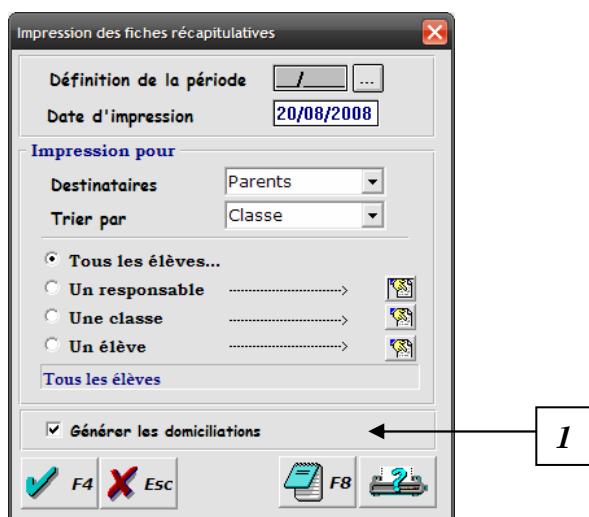 Impression des fiches récapitulatives
Définition de la période __/____ ...
Date d'impression 20/08/2008
Impression pour
Destinataires Parents
Trier par Classe
Tous les élèves...
Un responsable ------------------------->
Une classe ------------------------->
Un élève ------------------------->
Tous les élèves
Générer les domiciliations
1
F4 Esc F8 ?